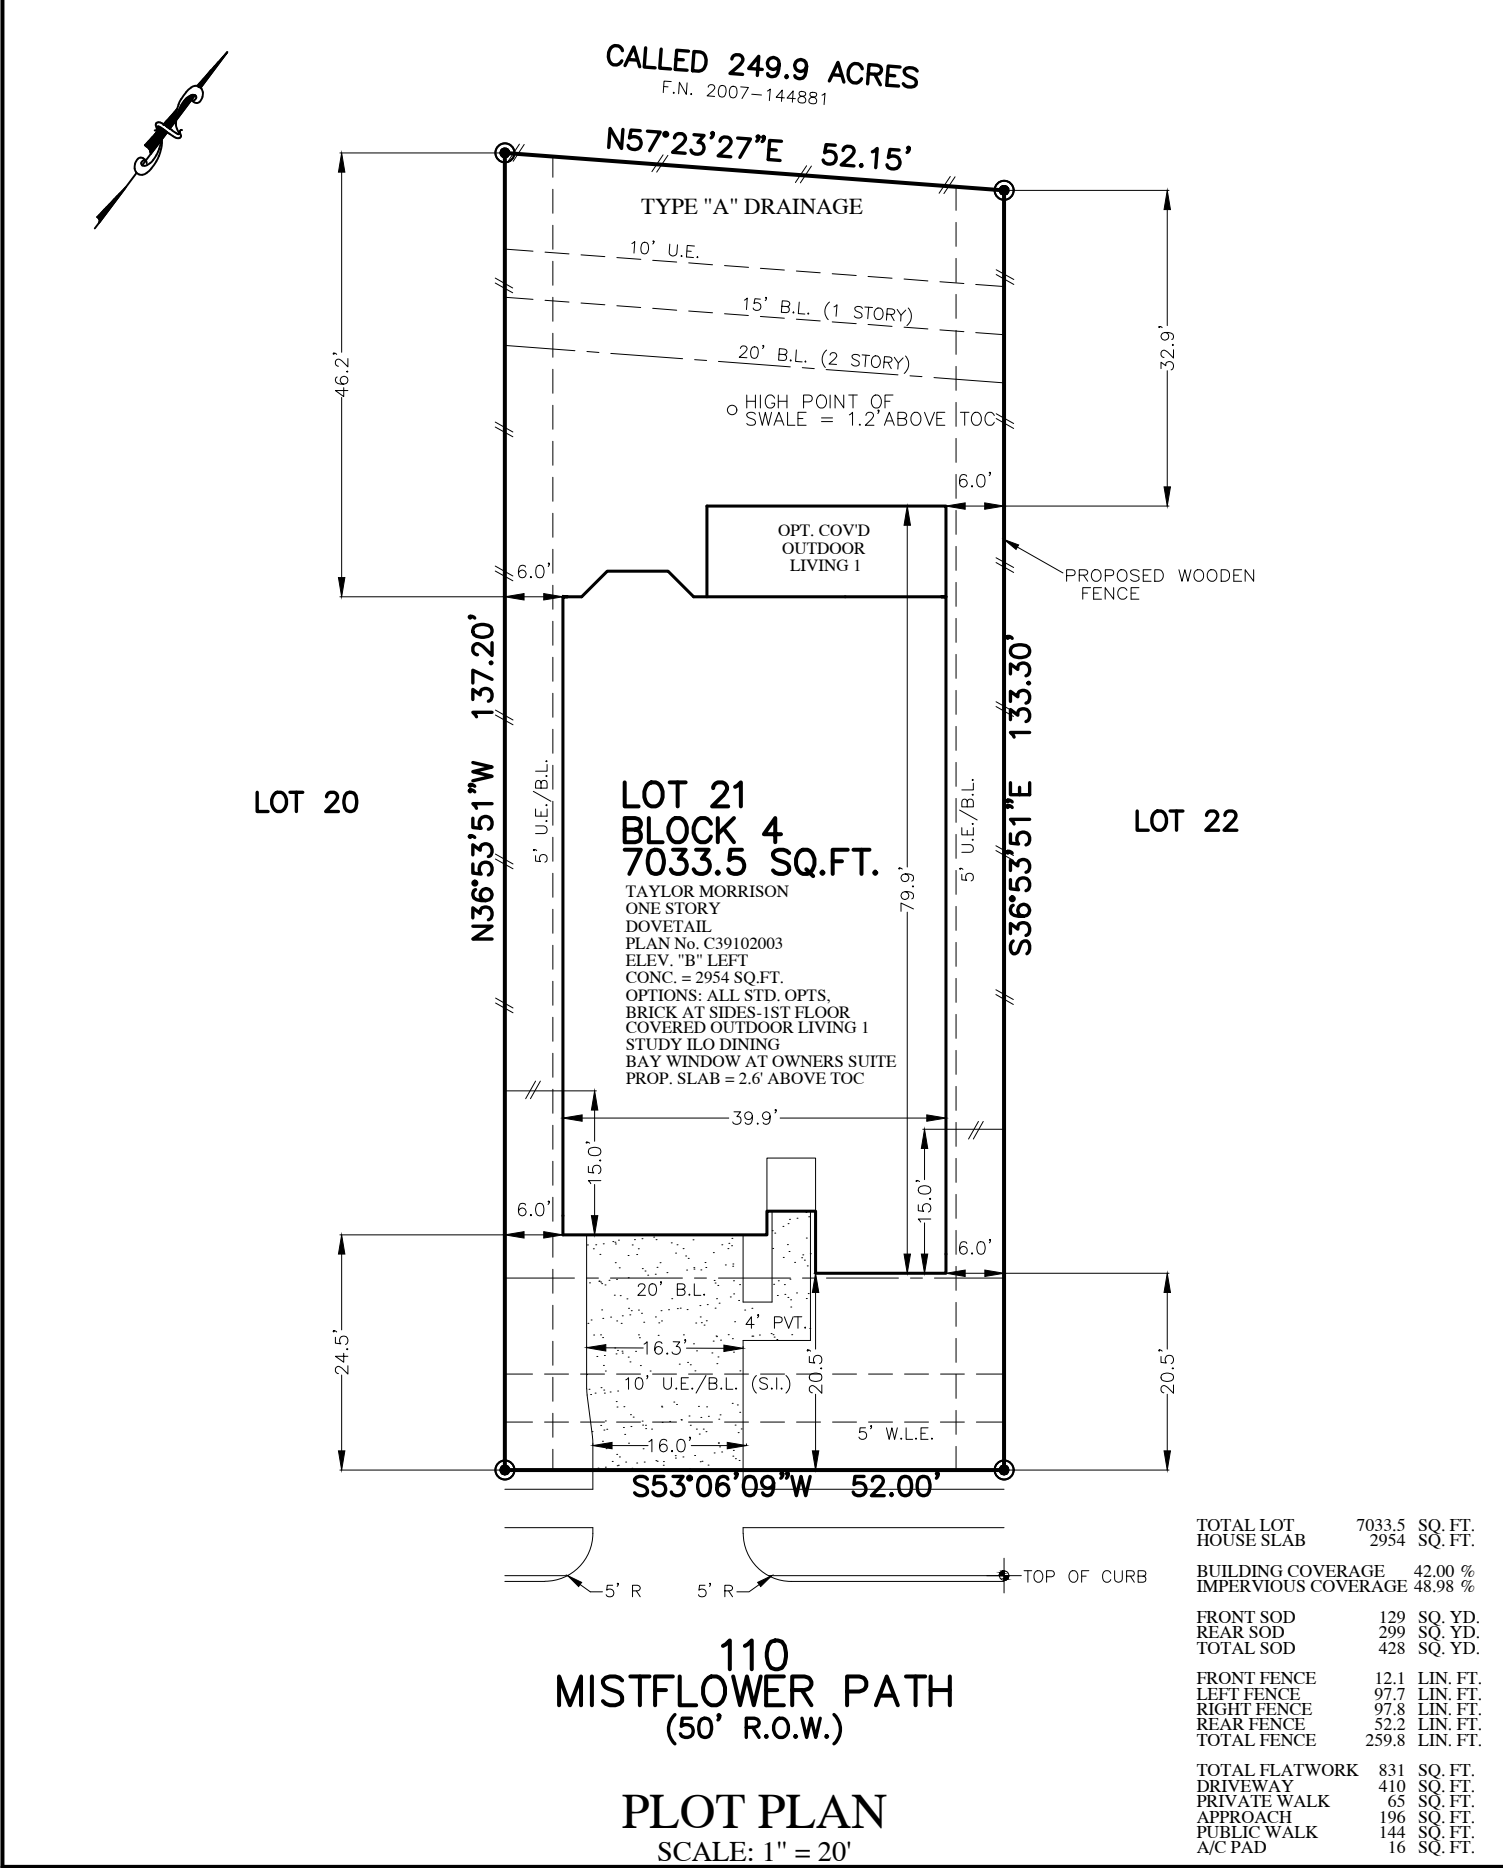 CALLED 249.9 ACRES
F.N. 2007-144881
N57°23'27"E 52.15'
TYPE "A" DRAINAGE
10' U.E.
15' B.L. (1 STORY)
20' B.L. (2 STORY)
46.2'
32.9'
HIGH POINT OF
SWALE = 1.2'ABOVE TOC
6.0'
OPT. COV'D
OUTDOOR
LIVING 1
6.0'
PROPOSED WOODEN
FENCE
N36°53'51"W 137.20'
S36°53'51"E 133.30'
5' U.E./B.L.
5' U.E./B.L.
LOT 20
LOT 22
LOT 21
BLOCK 4
7033.5 SQ.FT.
TAYLOR MORRISON
ONE STORY
DOVETAIL
PLAN No. C39102003
ELEV. "B" LEFT
CONC. = 2954 SQ.FT.
OPTIONS: ALL STD. OPTS,
BRICK AT SIDES-1ST FLOOR
COVERED OUTDOOR LIVING 1
STUDY ILO DINING
BAY WINDOW AT OWNERS SUITE
PROP. SLAB = 2.6' ABOVE TOC
79.9'
39.9'
15.0'
15.0'
6.0'
6.0'
20' B.L.
4' PVT.
24.5'
16.3'
20.5'
20.5'
10' U.E./B.L. (S.I.)
5' W.L.E.
16.0'
S53°06'09"W 52.00'
5' R
5' R
TOP OF CURB
110
MISTFLOWER PATH
(50' R.O.W.)
PLOT PLAN
SCALE: 1" = 20'
TOTAL LOT 7033.5 SQ. FT.
HOUSE SLAB 2954 SQ. FT.
BUILDING COVERAGE 42.00 %
IMPERVIOUS COVERAGE 48.98 %
FRONT SOD 129 SQ. YD.
REAR SOD 299 SQ. YD.
TOTAL SOD 428 SQ. YD.
FRONT FENCE 12.1 LIN. FT.
LEFT FENCE 97.7 LIN. FT.
RIGHT FENCE 97.8 LIN. FT.
REAR FENCE 52.2 LIN. FT.
TOTAL FENCE 259.8 LIN. FT.
TOTAL FLATWORK 831 SQ. FT.
DRIVEWAY 410 SQ. FT.
PRIVATE WALK 65 SQ. FT.
APPROACH 196 SQ. FT.
PUBLIC WALK 144 SQ. FT.
A/C PAD 16 SQ. FT.